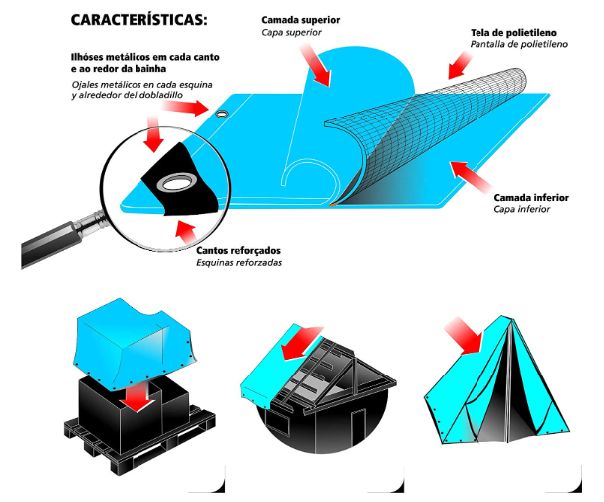 CARACTERÍSTICAS:
Ilhóses metálicos em cada canto
e ao redor da bainha
Ojales metálicos en cada esquina
y alrededor del dobladillo
Camada superior
Capa superior
Tela de polietileno
Pantalla de polietileno
Camada inferior
Capa inferior
Cantos reforçados
Esquinas reforzadas